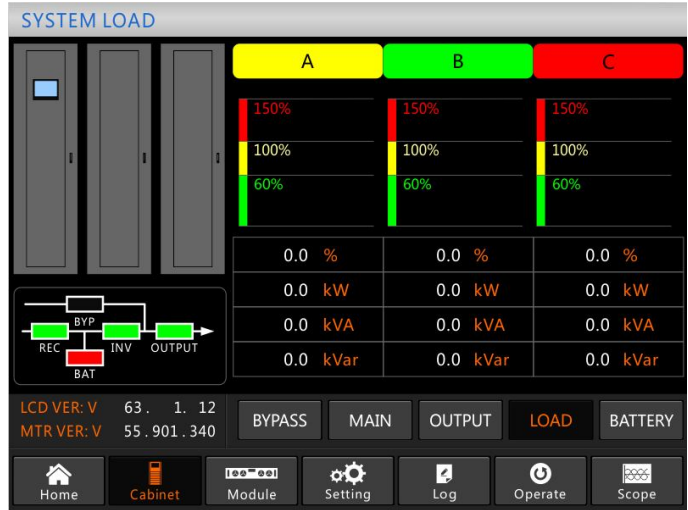 SYSTEM LOAD
A B C
150% 150% 150%
100% 100% 100%
60% 60% 60%
0.0 % 0.0 % 0.0 %
0.0 kW 0.0 kW 0.0 kW
0.0 kVA 0.0 kVA 0.0 kVA
0.0 kVar 0.0 kVar 0.0 kVar
BYP
REC INV OUTPUT
BAT
LCD VER: V 63. 1. 12
MTR VER: V 55.901.340
BYPASS MAIN OUTPUT LOAD BATTERY
Home Cabinet Module Setting Log Operate Scope